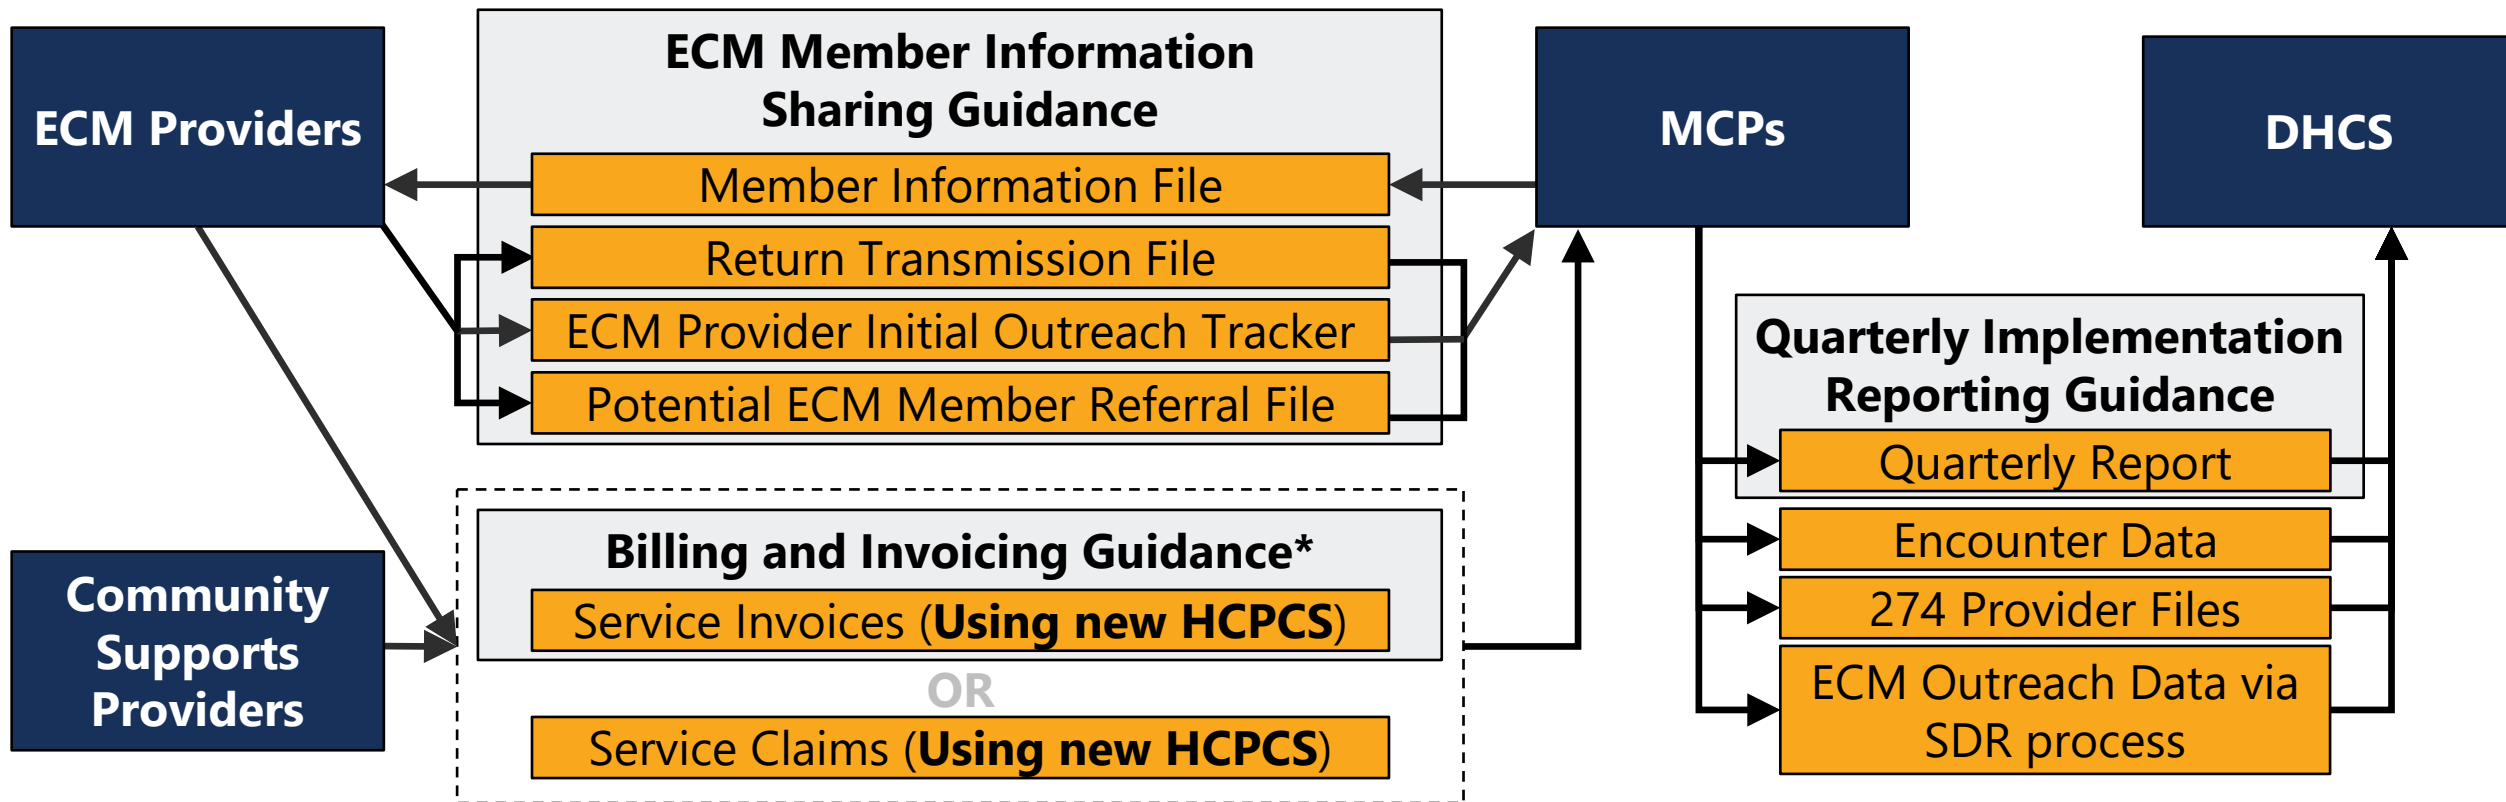 ECM Providers
ECM Member Information
Sharing Guidance
Member Information File
Return Transmission File
ECM Provider Initial Outreach Tracker
Potential ECM Member Referral File
MCPs
DHCS
Quarterly Implementation
Reporting Guidance
Quarterly Report
Encounter Data
274 Provider Files
ECM Outreach Data via
SDR process
Community
Supports
Providers
Billing and Invoicing Guidance*
Service Invoices (Using new HCPCS)
OR
Service Claims (Using new HCPCS)